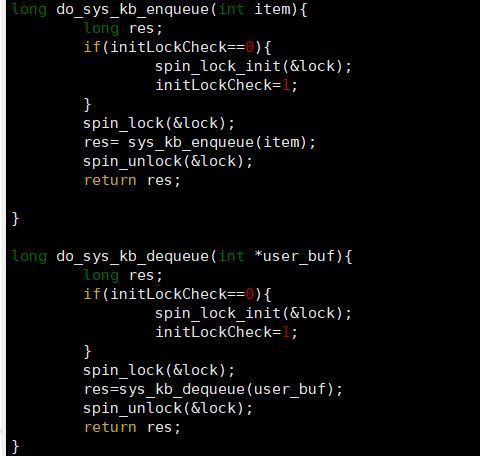 long do_sys_kb_enqueue(int item){
        long res;
        if(initLockCheck==0){
                spin_lock_init(&lock);
                initLockCheck=1;
        }
        spin_lock(&lock);
        res= sys_kb_enqueue(item);
        spin_unlock(&lock);
        return res;

}

long do_sys_kb_dequeue(int *user_buf){
        long res;
        if(initLockCheck==0){
                spin_lock_init(&lock);
                initLockCheck=1;
        }
        spin_lock(&lock);
        res=sys_kb_dequeue(user_buf);
        spin_unlock(&lock);
        return res;
}